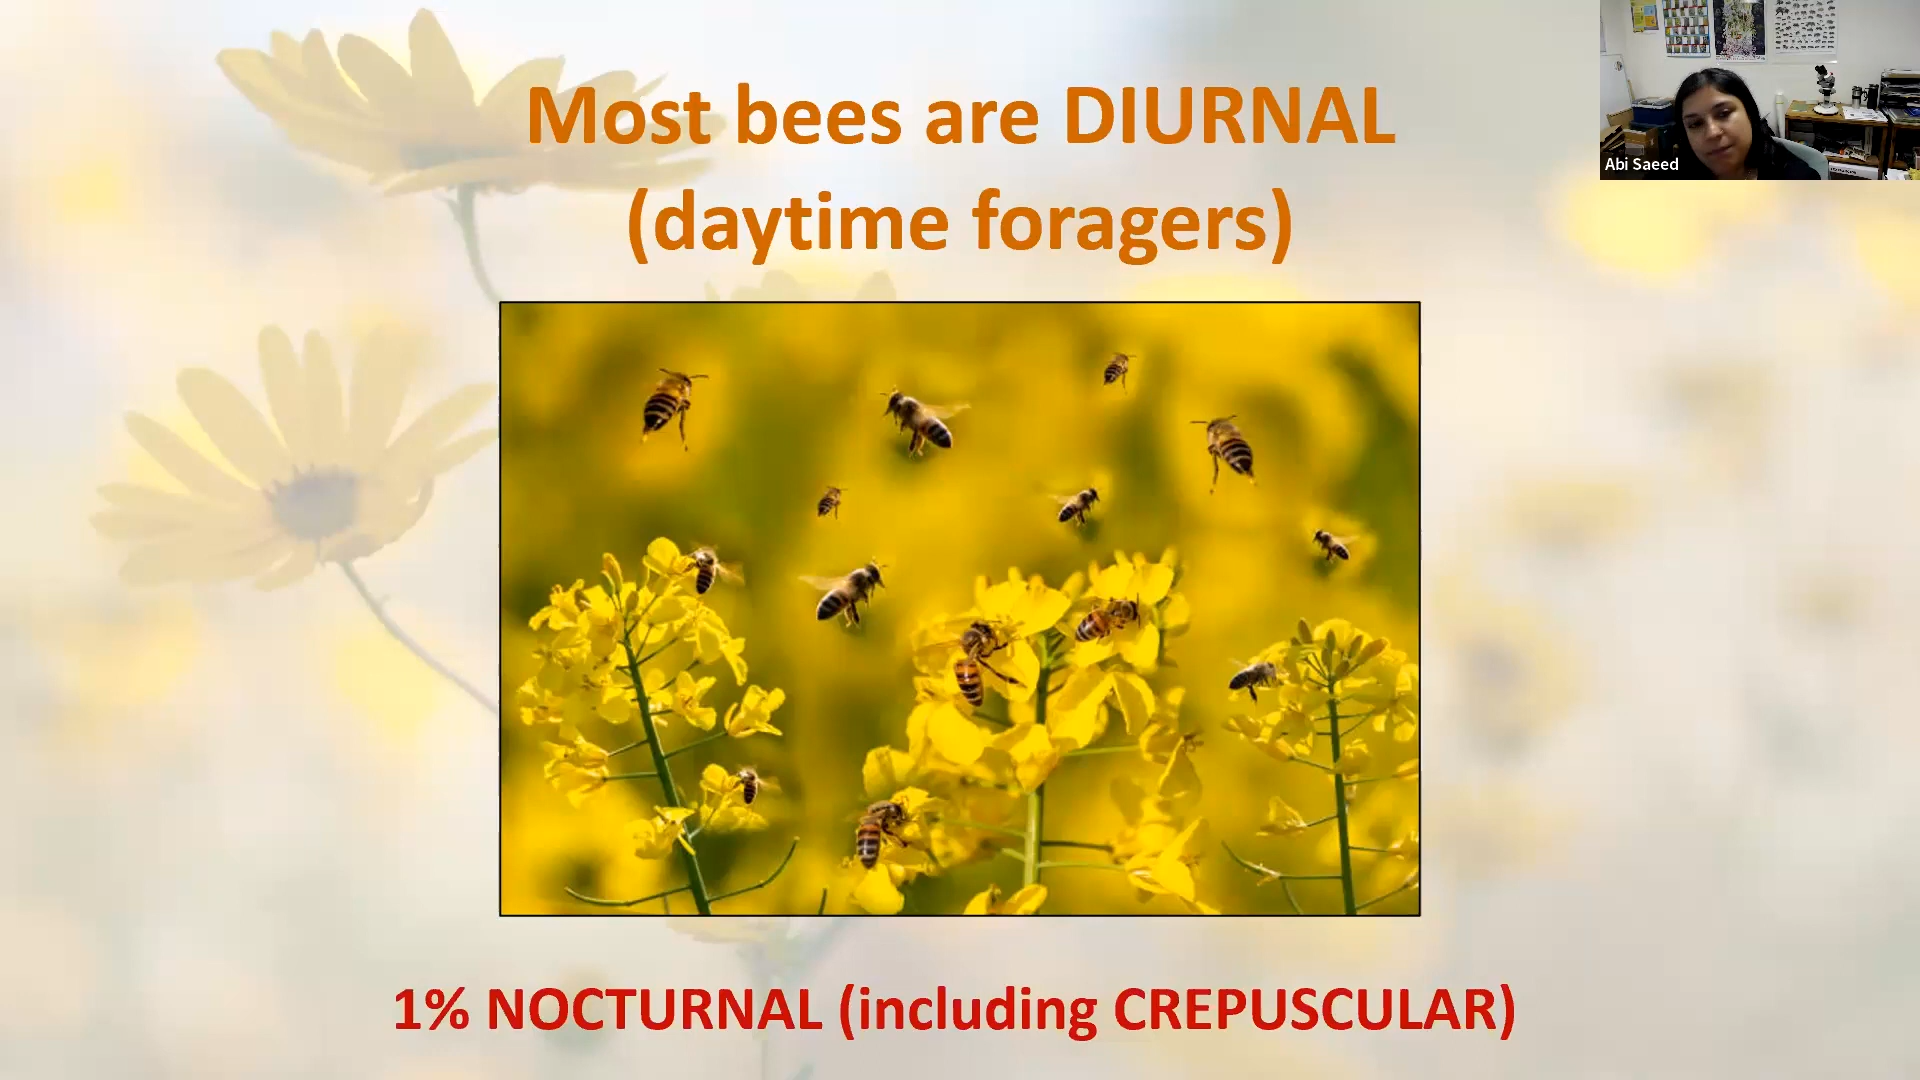 Most bees are DIURNAL
(daytime foragers)
Abi Saeed
1% NOCTURNAL (including CREPUSCULAR)